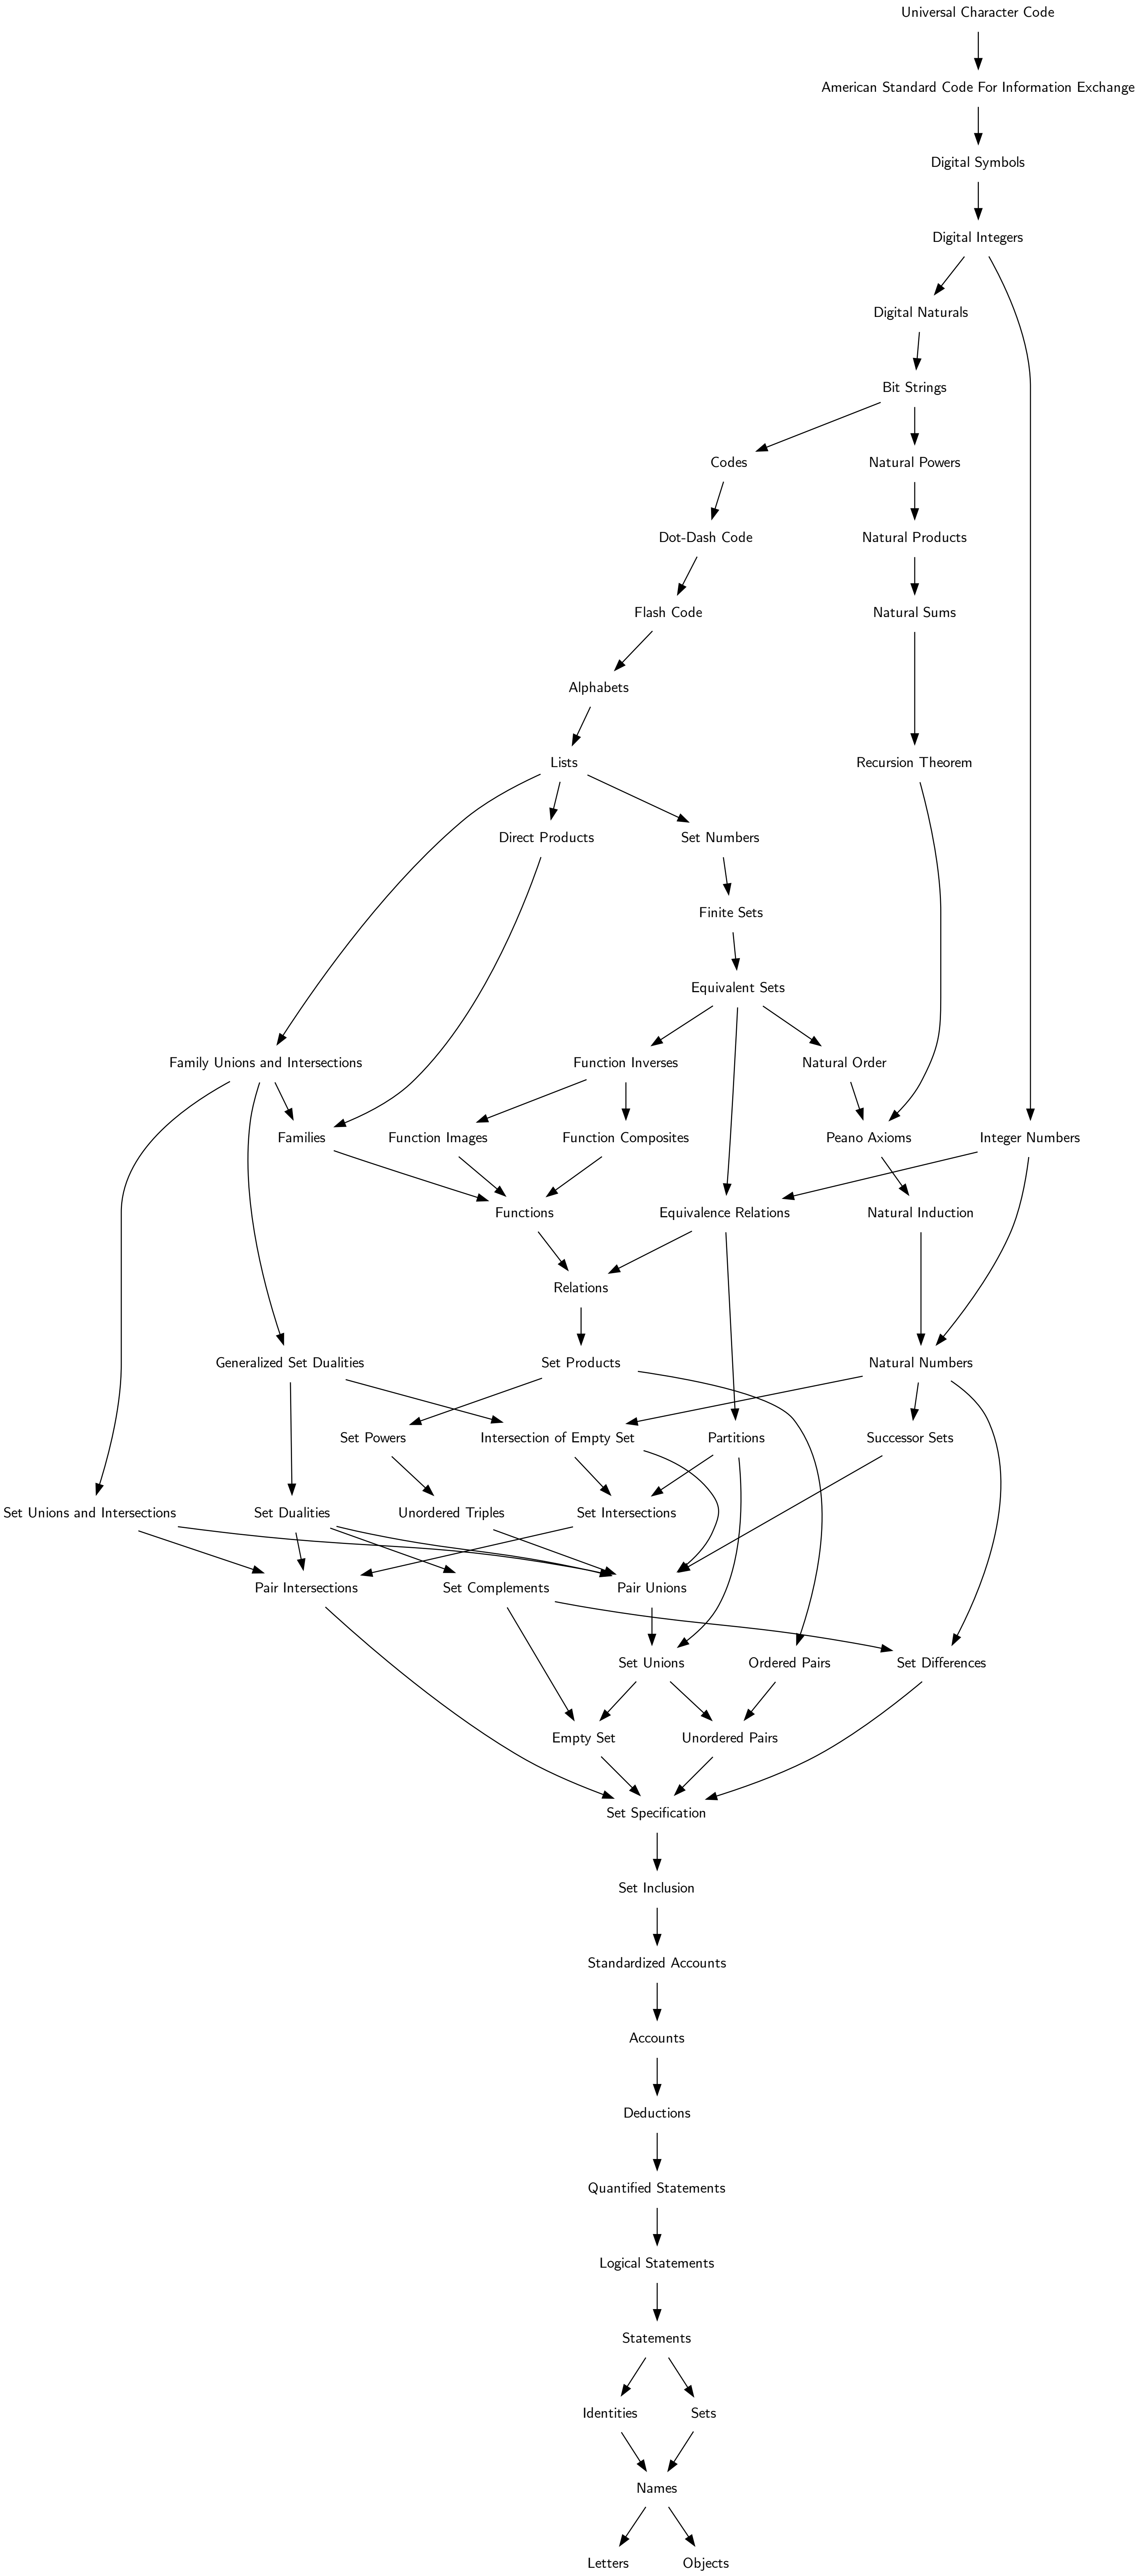 Universal Character Code
American Standard Code For Information Exchange
Digital Symbols
Digital Integers
Digital Naturals
Bit Strings
Codes
Natural Powers
Dot-Dash Code
Natural Products
Flash Code
Natural Sums
Alphabets
Lists
Recursion Theorem
Direct Products
Set Numbers
Finite Sets
Equivalent Sets
Family Unions and Intersections
Function Inverses
Natural Order
Families
Function Images
Function Composites
Peano Axioms
Integer Numbers
Functions
Equivalence Relations
Natural Induction
Relations
Generalized Set Dualities
Set Products
Natural Numbers
Set Powers
Intersection of Empty Set
Partitions
Successor Sets
Set Unions and Intersections
Set Dualities
Unordered Triples
Set Intersections
Pair Intersections
Set Complements
Pair Unions
Set Unions
Ordered Pairs
Set Differences
Empty Set
Unordered Pairs
Set Specification
Set Inclusion
Standardized Accounts
Accounts
Deductions
Quantified Statements
Logical Statements
Statements
Identities
Sets
Names
Letters
Objects